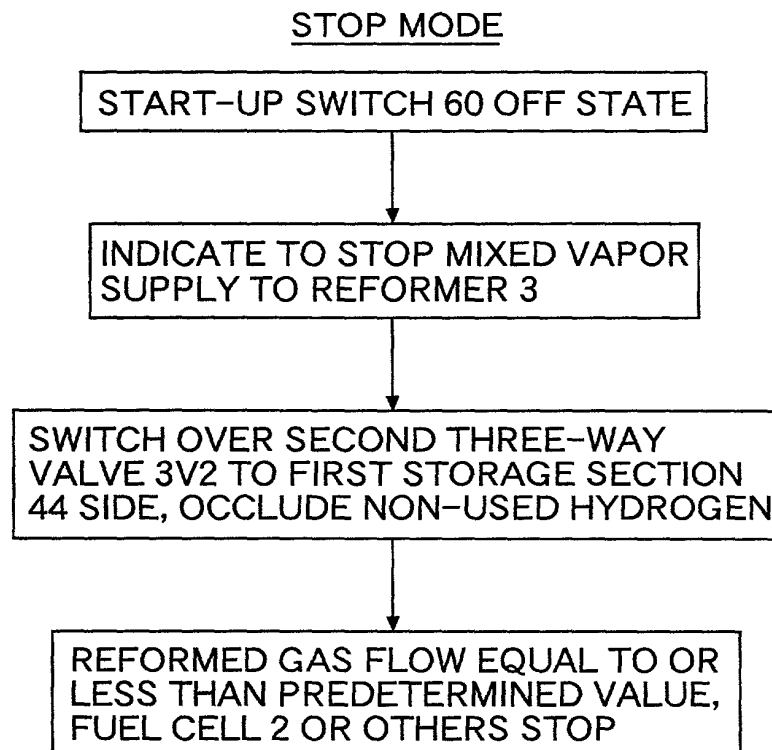 STOP MODE
START-UP SWITCH 60 OFF STATE
INDICATE TO STOP MIXED VAPOR
SUPPLY TO REFORMER 3
SWITCH OVER SECOND THREE-WAY
VALVE 3V2 TO FIRST STORAGE SECTION
44 SIDE, OCCLUDE NON-USED HYDROGEN
REFORMED GAS FLOW EQUAL TO OR
LESS THAN PREDETERMINED VALUE,
FUEL CELL 2 OR OTHERS STOP